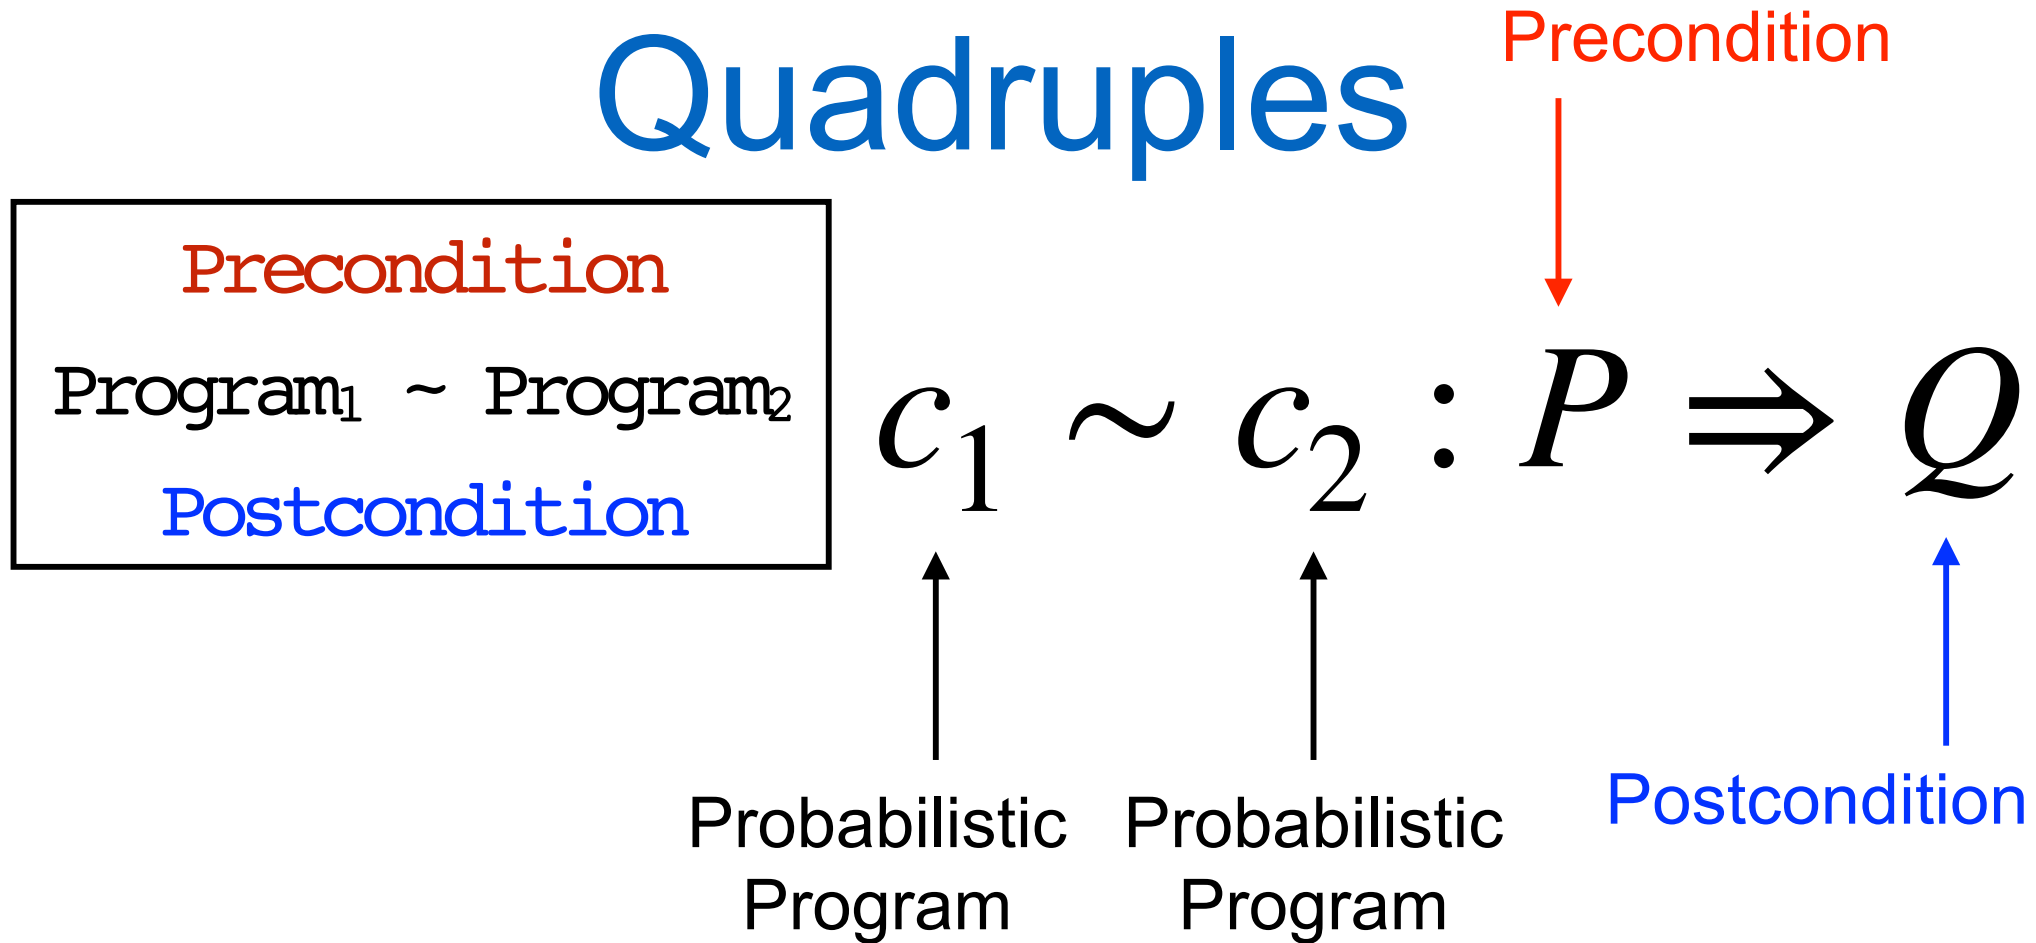 Precondition
Quadruples
Precondition
Program₁ ~ Program₂
Postcondition
c₁ ∼ c₂ : P ⇒ Q
Probabilistic
Program
Probabilistic
Program
Postcondition